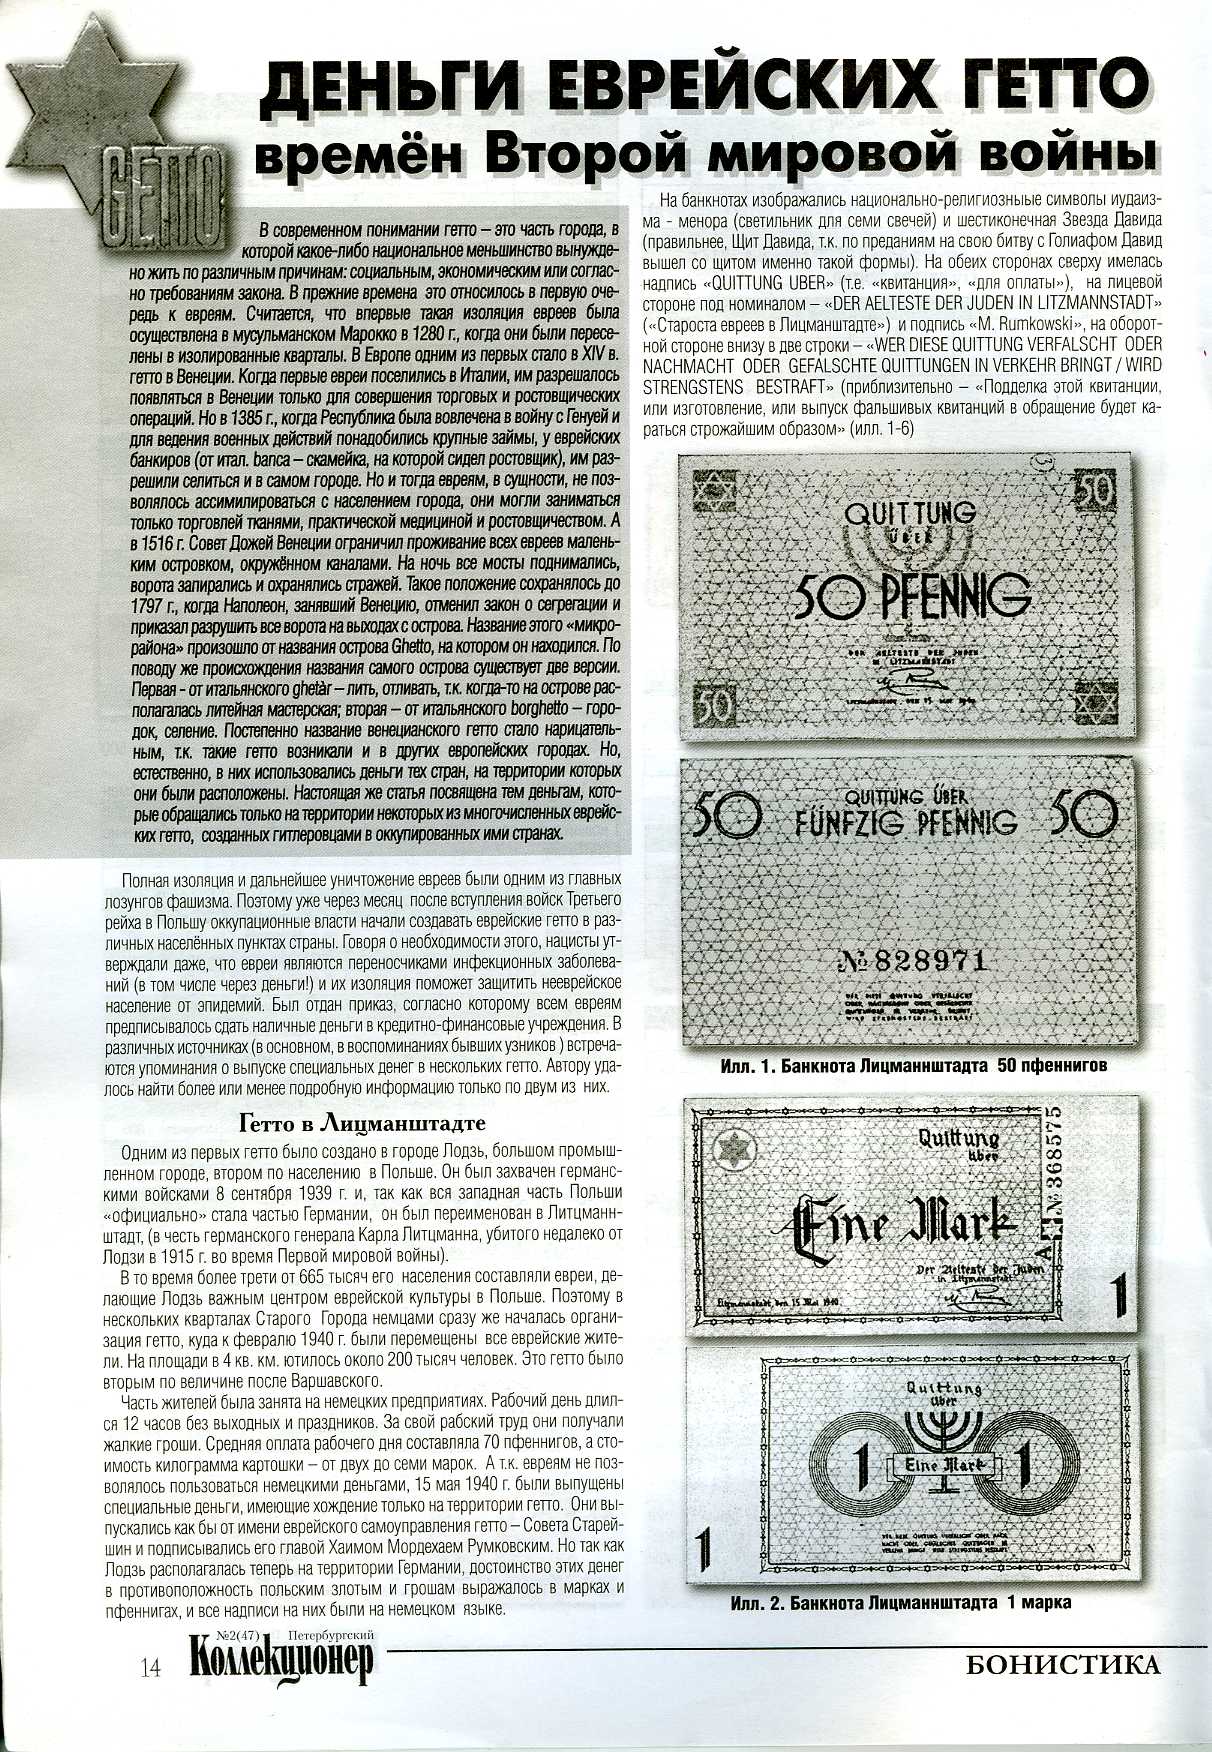 ГЕТТО
ДЕНЬГИ ЕВРЕЙСКИХ ГЕТТО
времён Второй мировой войны
В современном понимании гетто – это часть города, в
которой какое-либо национальное меньшинство вынужде-
но жить по различным причинам: социальным, экономическим или соглас-
но требованиям закона. В прежние времена это относилось в первую оче-
редь к евреям. Считается, что впервые такая изоляция евреев была
осуществлена в мусульманском Марокко в 1280 г., когда они были пересе-
лены в изолированные кварталы. В Европе одним из первых стало в XIV в.
гетто в Венеции. Когда первые евреи поселились в Италии, им разрешалось
появляться в Венеции только для совершения торговых и ростовщических
операций. Но в 1385 г., когда Республика была вовлечена в войну с Генуей и
для ведения военных действий понадобились крупные займы, у еврейских
банкиров (от итал. banca – скамейка, на которой сидел ростовщик), им раз-
решили селиться и в самом городе. Но и тогда евреям, в сущности, не поз-
волялось ассимилироваться с населением города, они могли заниматься
только торговлей тканями, практической медициной и ростовщичеством. А
в 1516 г. Совет Дожей Венеции ограничил проживание всех евреев малень-
ким островком, окружённом каналами. На ночь все мосты поднимались,
ворота запирались и охранялись стражей. Такое положение сохранялось до
1797 г., когда Наполеон, занявший Венецию, отменил закон о сегрегации и
приказал разрушить все ворота на выходах с острова. Название этого «микро-
района» произошло от названия острова Ghetto, на котором он находился. По
поводу же происхождения названия самого острова существует две версии.
Первая - от итальянского ghetàr – лить, отливать, т.к. когда-то на острове рас-
полагалась литейная мастерская; вторая – от итальянского borghetto – горо-
док, селение. Постепенно название венецианского гетто стало нарицатель-
ным, т.к. такие гетто возникали и в других европейских городах. Но,
естественно, в них использовались деньги тех стран, на территории которых
они были расположены. Настоящая же статья посвящена тем деньгам, кото-
рые обращались только на территории некоторых из многочисленных еврейс-
ких гетто, созданных гитлеровцами в оккупированных ими странах.
Полная изоляция и дальнейшее уничтожение евреев были одним из главных
лозунгов фашизма. Поэтому уже через месяц после вступления войск Третьего
рейха в Польшу оккупационные власти начали создавать еврейские гетто в раз-
личных населённых пунктах страны. Говоря о необходимости этого, нацисты ут-
верждали даже, что евреи являются переносчиками инфекционных заболева-
ний (в том числе через деньги!) и их изоляция поможет защитить нееврейское
население от эпидемий. Был отдан приказ, согласно которому всем евреям
предписывалось сдать наличные деньги в кредитно-финансовые учреждения. В
различных источниках (в основном, в воспоминаниях бывших узников ) встреча-
ются упоминания о выпуске специальных денег в нескольких гетто. Автору уда-
лось найти более или менее подробную информацию только по двум из них.
Гетто в Лицманштадте
Одним из первых гетто было создано в городе Лодзь, большом промыш-
ленном городе, втором по населению в Польше. Он был захвачен германс-
кими войсками 8 сентября 1939 г. и, так как вся западная часть Польши
«официально» стала частью Германии, он был переименован в Литцманн-
штадт, (в честь германского генерала Карла Литцманна, убитого недалеко от
Лодзи в 1915 г. во время Первой мировой войны).
В то время более трети от 665 тысяч его населения составляли евреи, де-
лающие Лодзь важным центром еврейской культуры в Польше. Поэтому в
нескольких кварталах Старого Города немцами сразу же началась органи-
зация гетто, куда к февралю 1940 г. были перемещены все еврейские жите-
ли. На площади в 4 кв. км. ютилось около 200 тысяч человек. Это гетто было
вторым по величине после Варшавского.
Часть жителей была занята на немецких предприятиях. Рабочий день длил-
ся 12 часов без выходных и праздников. За свой рабский труд они получали
жалкие гроши. Средняя оплата рабочего дня составляла 70 пфеннигов, а сто-
имость килограмма картошки – от двух до семи марок. А т.к. евреям не поз-
волялось пользоваться немецкими деньгами, 15 мая 1940 г. были выпущены
специальные деньги, имеющие хождение только на территории гетто. Они вы-
пускались как бы от имени еврейского самоуправления гетто – Совета Старей-
шин и подписывались его главой Хаимом Мордехаем Румковским. Но так как
Лодзь располагалась теперь на территории Германии, достоинство этих денег
в противоположность польским злотым и грошам выражалось в марках и
пфеннигах, и все надписи на них были на немецком языке.
На банкнотах изображались национально-религиозныe символы иудаиз-
ма - менора (светильник для семи свечей) и шестиконечная Звезда Давида
(правильнее, Щит Давида, т.к. по преданиям на свою битву с Голиафом Давид
вышел со щитом именно такой формы). На обеих сторонах сверху имелась
надпись «QUITTUNG UBER» (т.е. «квитанция», «для оплаты»), на лицевой
стороне под номиналом – «DER AELTESTE DER JUDEN IN LITZMANNSTADT»
(«Староста евреев в Лицманштадте») и подпись «M. Rumkowski», на оборот-
ной стороне внизу в две строки – «WER DIESE QUITTUNG VERFALSCHT ODER
NACHMACHT ODER GEFALSCHTE QUITTUNGEN IN VERKEHR BRINGT / WIRD
STRENGSTENS BESTRAFT» (приблизительно – «Подделка этой квитанции,
или изготовление, или выпуск фальшивых квитанций в обращение будет ка-
раться строжайшим образом» (илл. 1-6)
50
QUITTUNG
ÜBER
50 PFENNIG
DER AELTESTE DER JUDEN
IN LITZMANNSTADT
50
50 QUITTUNG ÜBER 50
FÜNFZIG PFENNIG
№ 828971
Илл. 1. Банкнота Лицманнштадта 50 пфеннигов
Quittung
über
Eine Mark
A № 368575
Der Aelteste der Juden
in Litzmannstadt
Litzmannstadt, den 15. Mai 1940
1
Quittung
über
1 Eine Mark 1
1
Илл. 2. Банкнота Лицманнштадта 1 марка
14
№2(47) Петербургский
Коллекционер
БОНИСТИКА